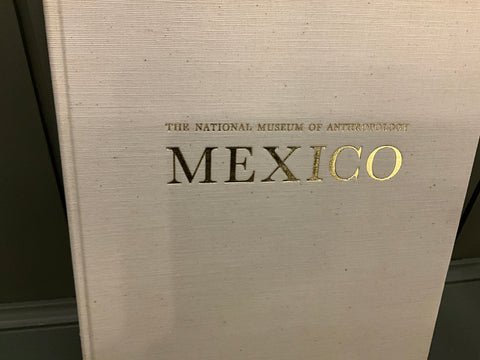 THE NATIONAL MUSEUM OF ANTHROPOLOGY
MEXICO